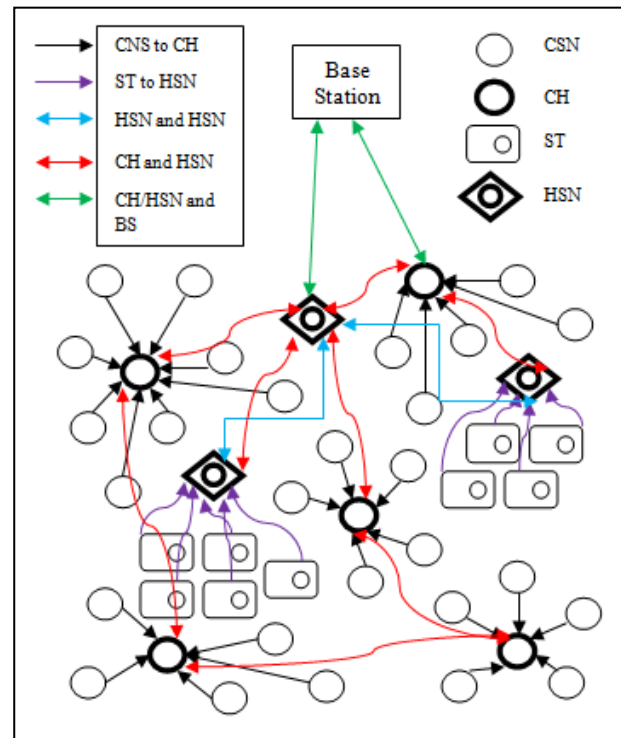 CNS to CH
ST to HSN
HSN and HSN
CH and HSN
CH/HSN and
BS
Base
Station
CSN
CH
ST
HSN